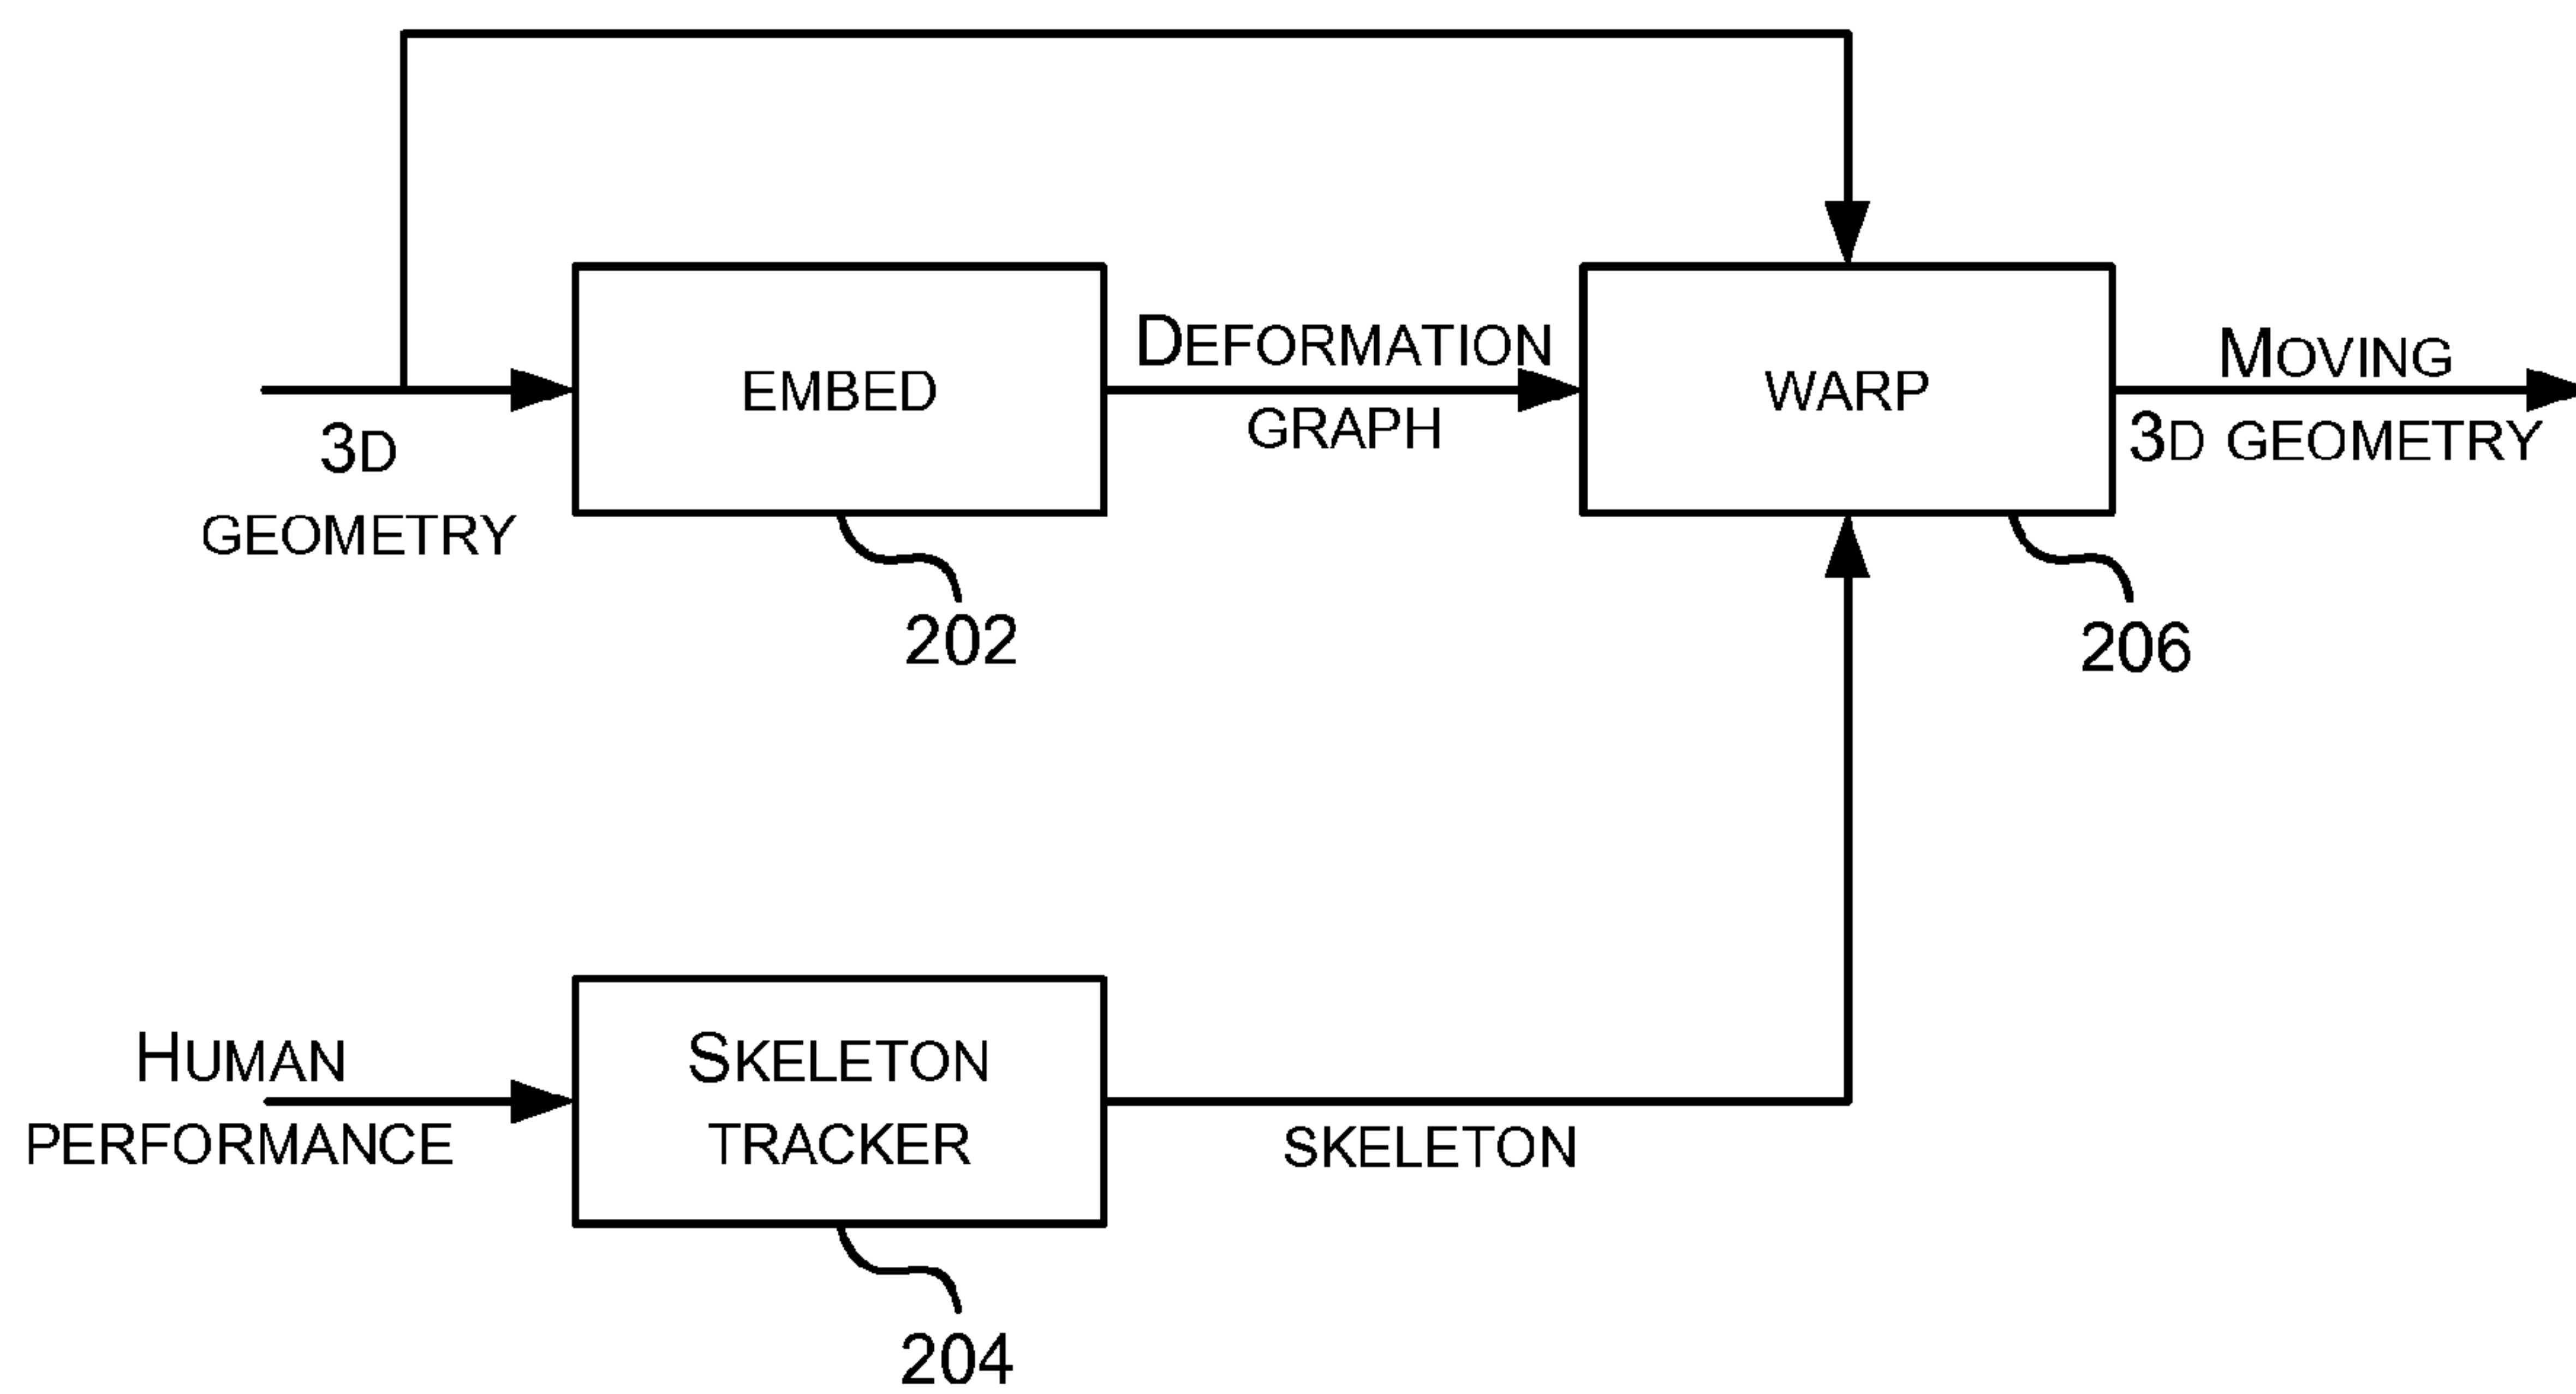 3D
GEOMETRY
EMBED
202
DEFORMATION
GRAPH
WARP
206
MOVING
3D GEOMETRY
HUMAN
PERFORMANCE
SKELETON
TRACKER
204
SKELETON